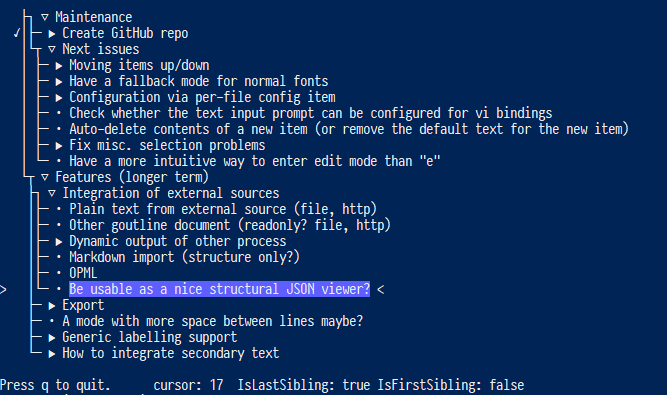 ▽ Maintenance
✓ ▶ Create GitHub repo
▽ Next issues
▶ Moving items up/down
▶ Have a fallback mode for normal fonts
▶ Configuration via per-file config item
· Check whether the text input prompt can be configured for vi bindings
· Auto-delete contents of a new item (or remove the default text for the new item)
▶ Fix misc. selection problems
· Have a more intuitive way to enter edit mode than "e"
▽ Features (longer term)
▽ Integration of external sources
· Plain text from external source (file, http)
· Other goutline document (readonly? file, http)
▶ Dynamic output of other process
· Markdown import (structure only?)
· OPML
> · Be usable as a nice structural JSON viewer? <
▶ Export
· A mode with more space between lines maybe?
▶ Generic labelling support
▶ How to integrate secondary text
Press q to quit. cursor: 17 IsLastSibling: true IsFirstSibling: false